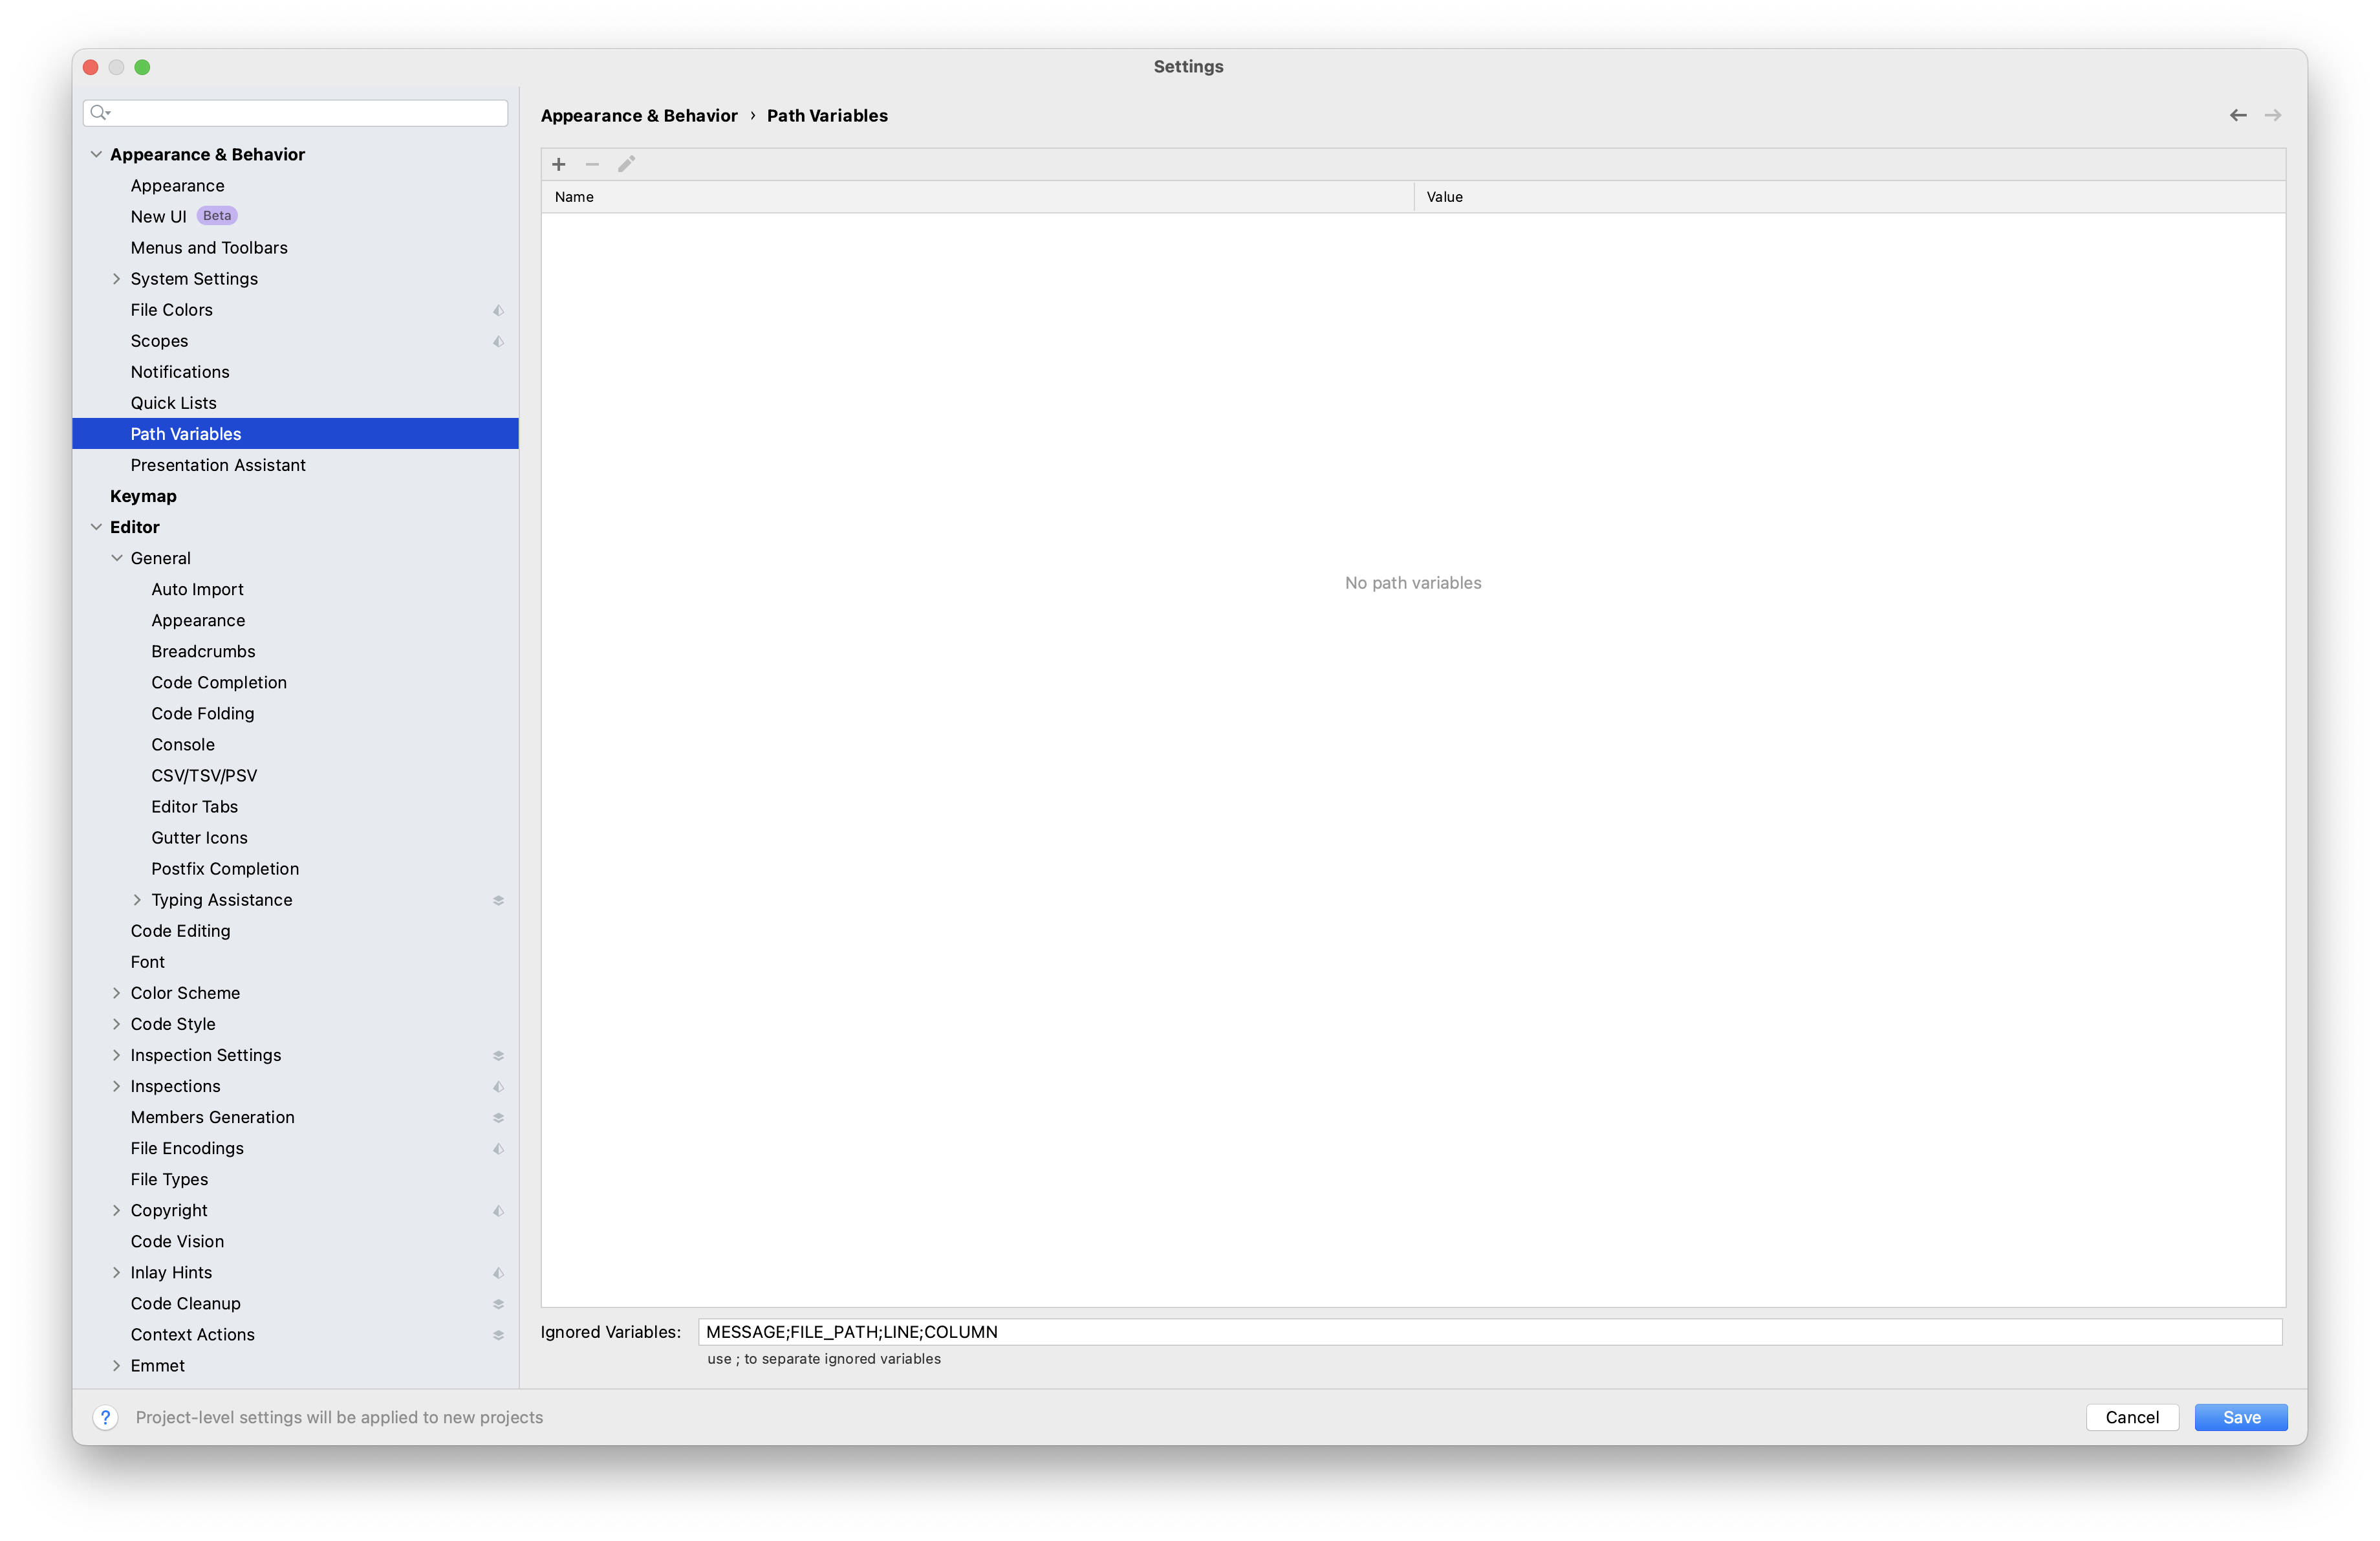 Settings
Appearance & Behavior
Appearance
New UI Beta
Menus and Toolbars
System Settings
File Colors
Scopes
Notifications
Quick Lists
Path Variables
Presentation Assistant
Keymap
Editor
General
Auto Import
Appearance
Breadcrumbs
Code Completion
Code Folding
Console
CSV/TSV/PSV
Editor Tabs
Gutter Icons
Postfix Completion
Typing Assistance
Code Editing
Font
Color Scheme
Code Style
Inspection Settings
Inspections
Members Generation
File Encodings
File Types
Copyright
Code Vision
Inlay Hints
Code Cleanup
Context Actions
Emmet
Appearance & Behavior › Path Variables
Name Value
No path variables
Ignored Variables: MESSAGE;FILE_PATH;LINE;COLUMN
use ; to separate ignored variables
? Project-level settings will be applied to new projects
Cancel Save